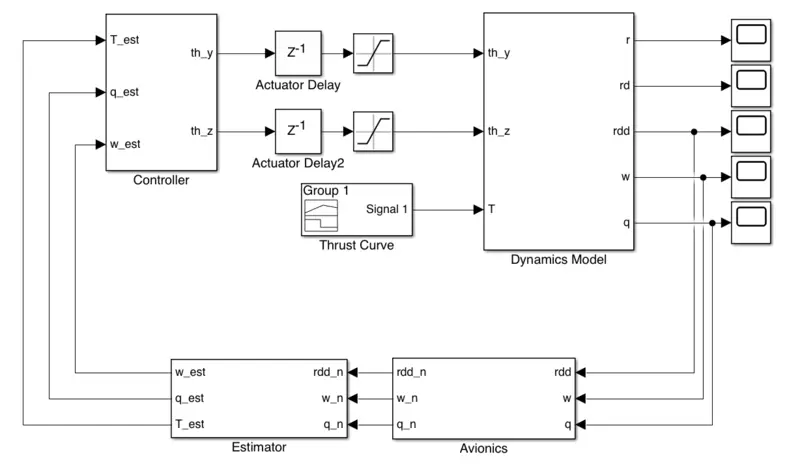 T_est
q_est
w_est
th_y
th_z
Controller
Z-1
Actuator Delay
Z-1
Actuator Delay2
Group 1
Signal 1
Thrust Curve
th_y
th_z
T
r
rd
rdd
w
q
Dynamics Model
w_est
q_est
T_est
rdd_n
w_n
q_n
Estimator
rdd_n
w_n
q_n
rdd
w
q
Avionics